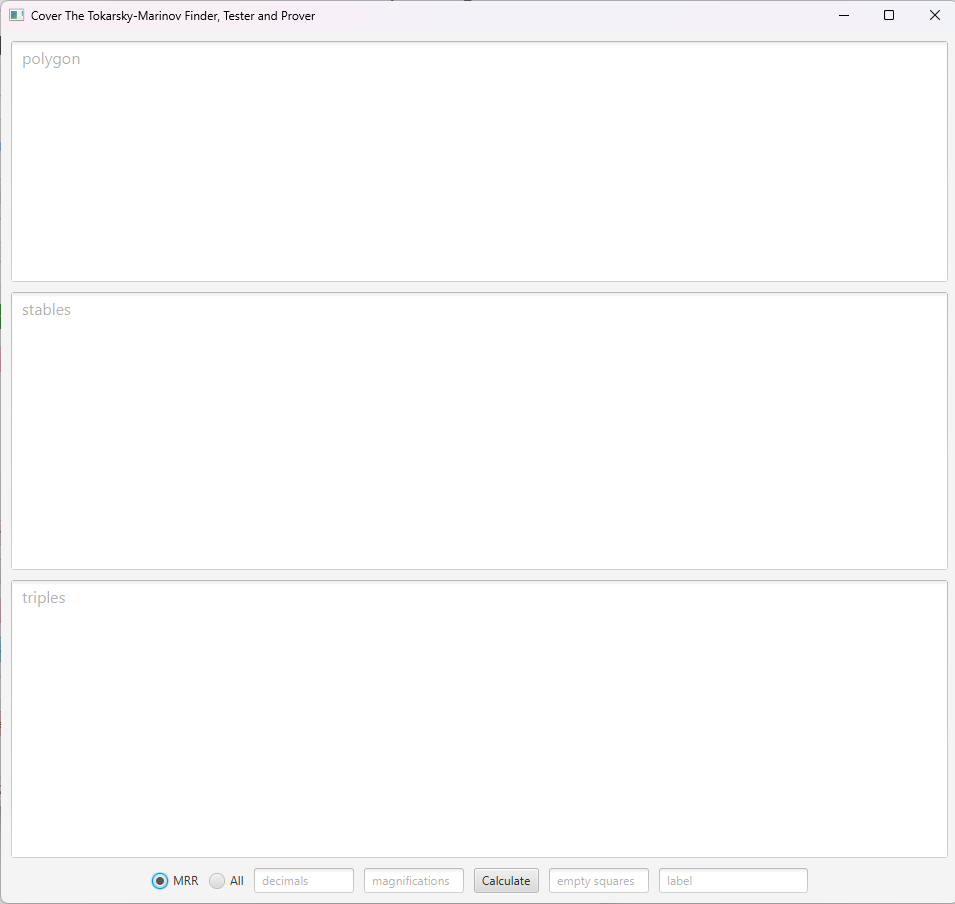 Cover The Tokarsky-Marinov Finder, Tester and Prover
polygon
stables
triples
MRR All decimals magnifications Calculate empty squares label